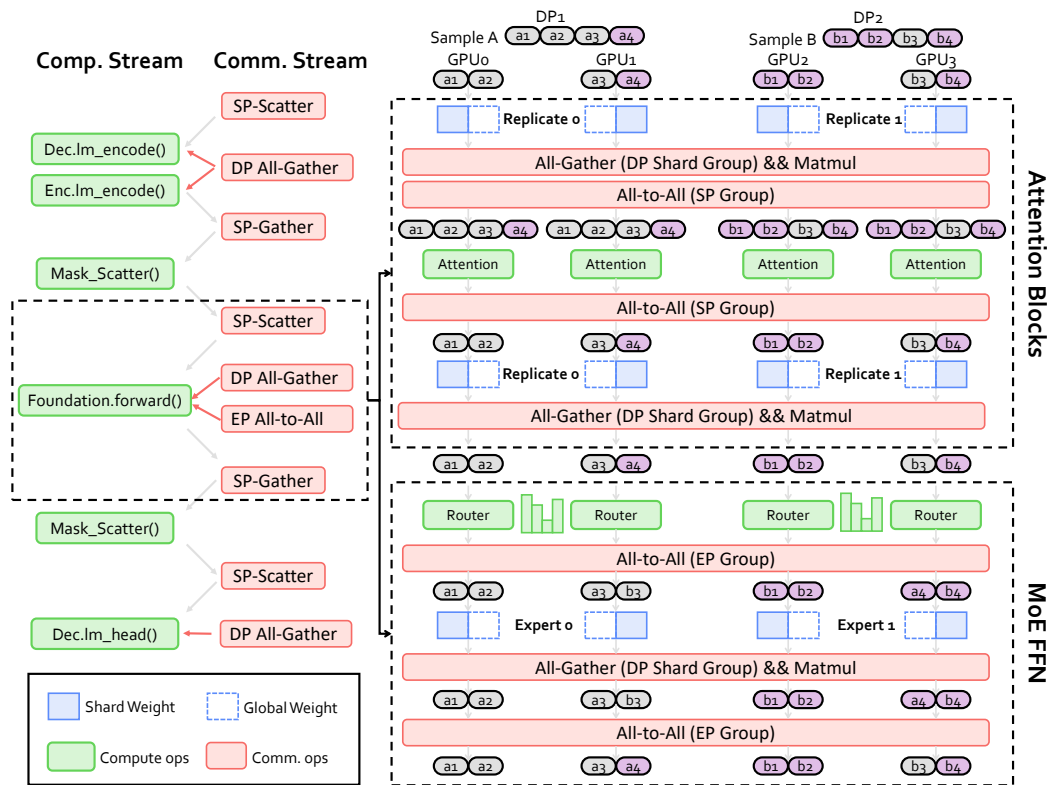 DP1
Sample A a1 a2 a3 a4
DP2
Sample B b1 b2 b3 b4
GPU0 GPU1 GPU2 GPU3
a1 a2 a3 a4 b1 b2 b3 b4
Comp. Stream Comm. Stream
SP-Scatter
Dec.lm_encode()
DP All-Gather
Enc.lm_encode()
SP-Gather
Mask_Scatter()
SP-Scatter
DP All-Gather
Foundation.forward()
EP All-to-All
SP-Gather
Mask_Scatter()
SP-Scatter
Dec.lm_head() DP All-Gather
Shard Weight Global Weight
Compute ops Comm. ops
Replicate 0 Replicate 1
All-Gather (DP Shard Group) && Matmul
All-to-All (SP Group)
a1 a2 a3 a4 a1 a2 a3 a4 b1 b2 b3 b4 b1 b2 b3 b4
Attention Attention Attention Attention
All-to-All (SP Group)
a1 a2 a3 a4 b1 b2 b3 b4
Replicate 0 Replicate 1
All-Gather (DP Shard Group) && Matmul
Attention Blocks
a1 a2 a3 a4 b1 b2 b3 b4
Router Router Router Router
All-to-All (EP Group)
a1 a2 a3 b3 b1 b2 a4 b4
Expert 0 Expert 1
All-Gather (DP Shard Group) && Matmul
a1 a2 a3 b3 b1 b2 a4 b4
All-to-All (EP Group)
a1 a2 a3 a4 b1 b2 b3 b4
MoE FFN